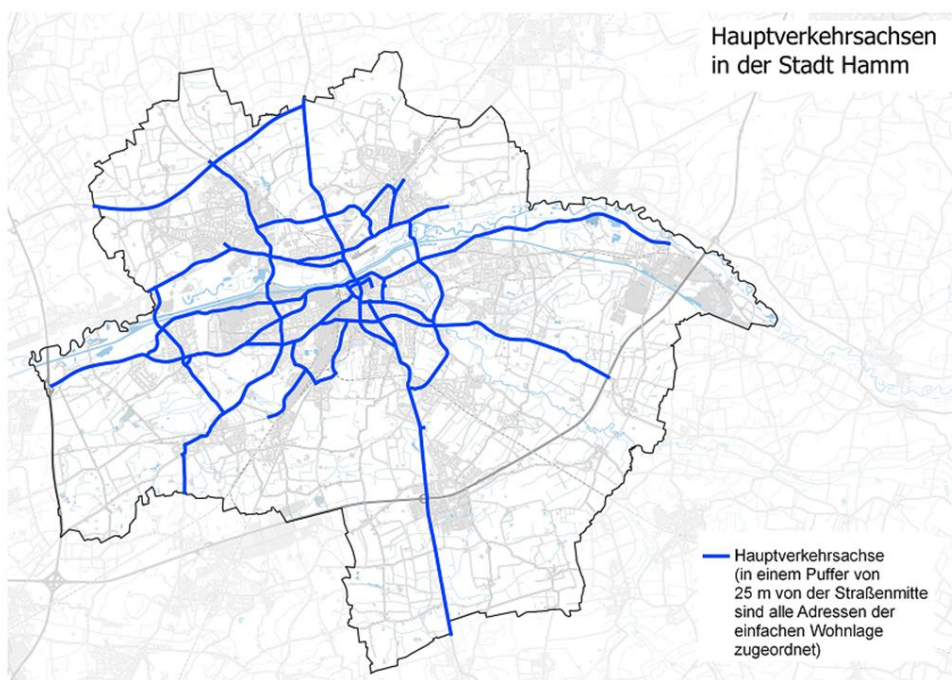 Hauptverkehrsachsen
in der Stadt Hamm
Hauptverkehrsachse
(in einem Puffer von
25 m von der Straßenmitte
sind alle Adressen der
einfachen Wohnlage
zugeordnet)